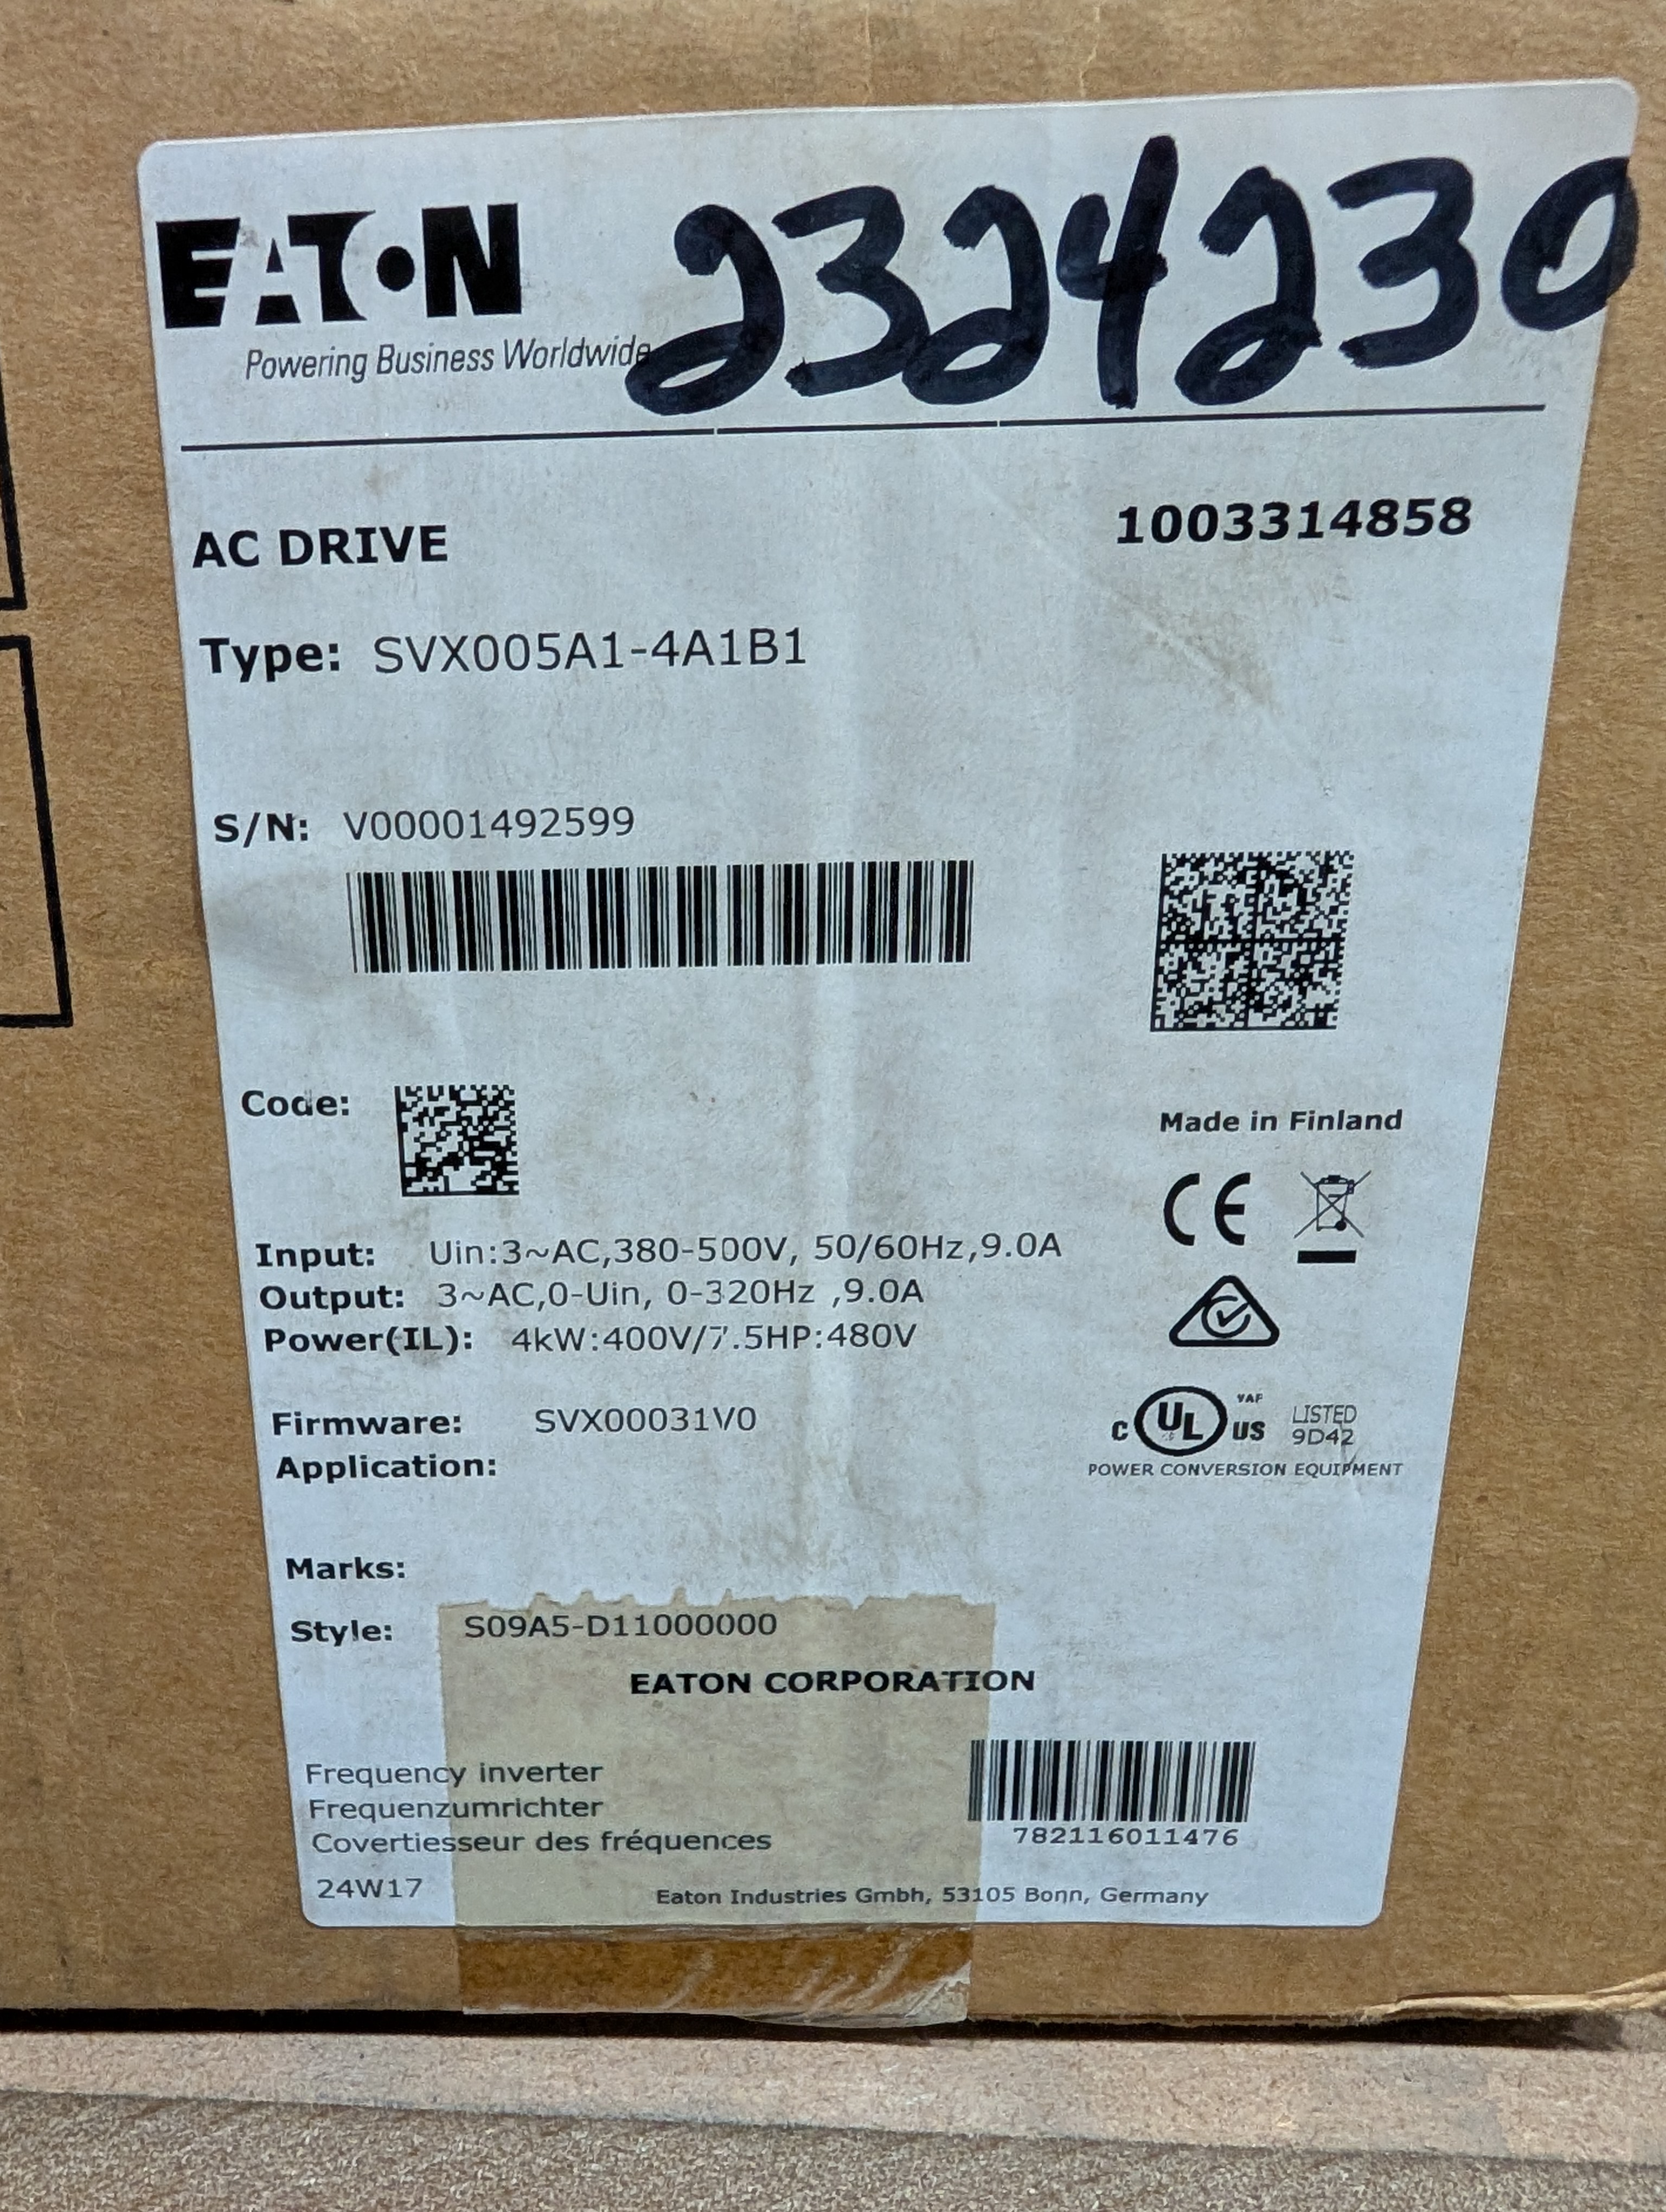 EATON
2324230
Powering Business Worldwide
AC DRIVE
1003314858
Type: SVX005A1-4A1B1
S/N: V00001492599
Code:
Made in Finland
CE
Input: Uin:3~AC,380-500V, 50/60Hz,9.0A
Output: 3~AC,0-Uin, 0-320Hz ,9.0A
Power(IL): 4kW:400V/7.5HP:480V
Firmware: SVX00031V0
Application:
C UL US YAF LISTED
9D42
POWER CONVERSION EQUIPMENT
Marks:
Style: S09A5-D11000000
EATON CORPORATION
Frequency inverter
Frequenzumrichter
Covertiesseur des fréquences
782116011476
24W17
Eaton Industries Gmbh, 53105 Bonn, Germany